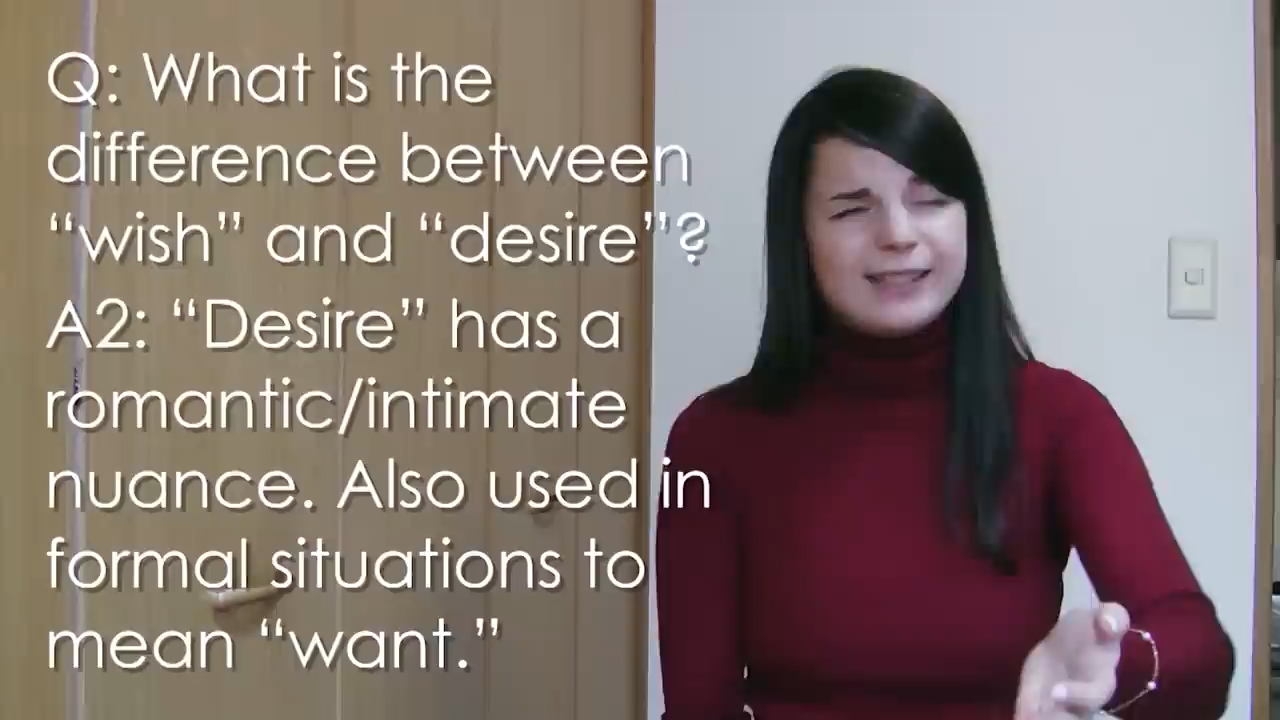 Q: What is the
difference between
“wish” and “desire”?
A2: “Desire” has a
romantic/intimate
nuance. Also used in
formal situations to
mean “want.”